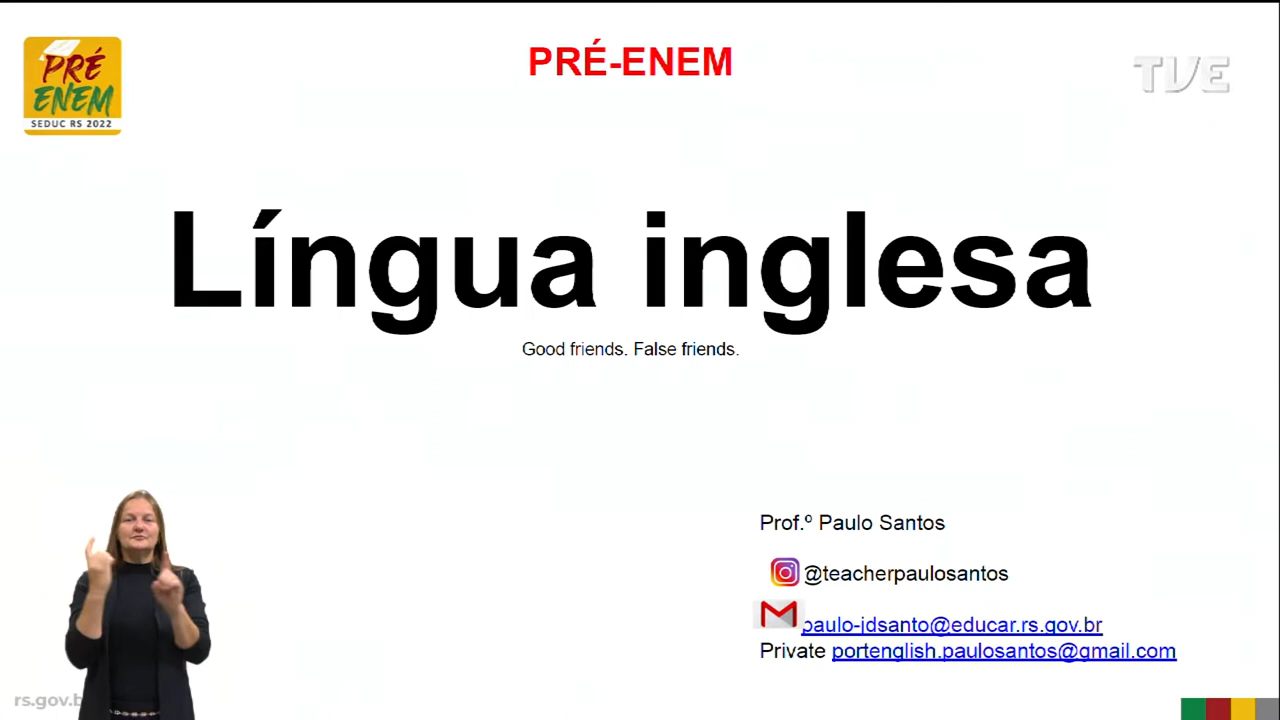 PRÉ
ENEM
SEDUC RS 2022
PRÉ-ENEM
TVE
Língua inglesa
Good friends. False friends.
Prof.º Paulo Santos
@teacherpaulosantos
paulo-jdsanto@educar.rs.gov.br
Private portenglish.paulosantos@gmail.com
rs.gov.b